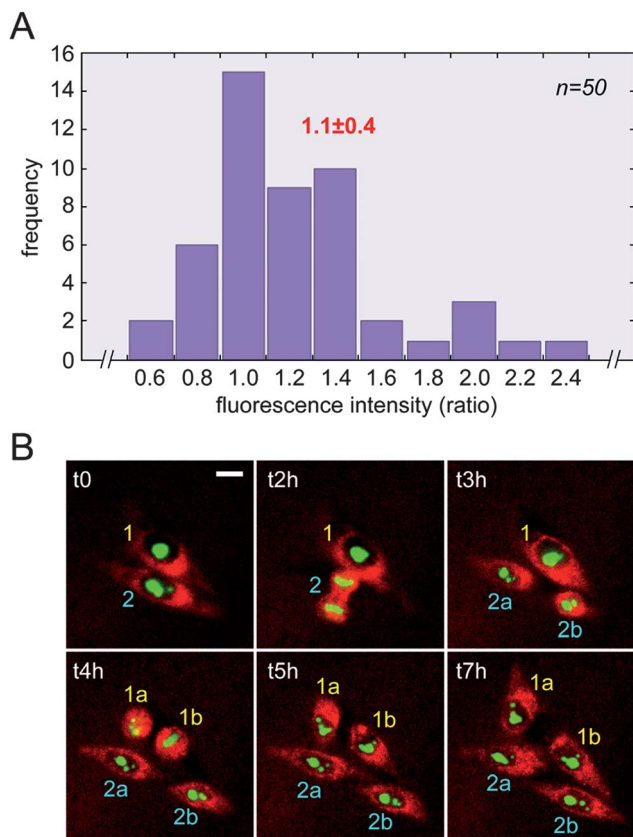 A
16
14
12
10
8
6
4
2
0
frequency
n=50
1.1±0.4
0.6 0.8 1.0 1.2 1.4 1.6 1.8 2.0 2.2 2.4
fluorescence intensity (ratio)
B
t0
1
2
t2h
1
2
t3h
1
2a
2b
t4h
1a
1b
2a
2b
t5h
1a
1b
2a
2b
t7h
1a
1b
2a
2b